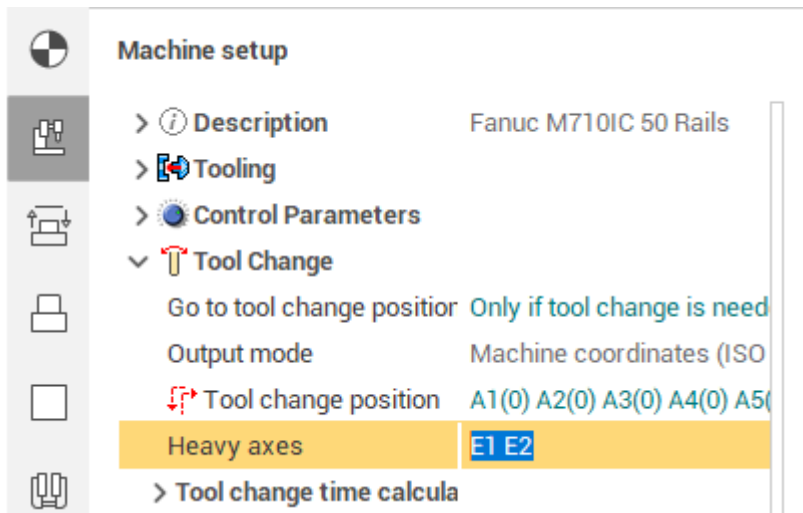 Machine setup
Description Fanuc M710IC 50 Rails
Tooling
Control Parameters
Tool Change
Go to tool change position Only if tool change is need
Output mode Machine coordinates (ISO
Tool change position A1(0) A2(0) A3(0) A4(0) A5(
Heavy axes E1 E2
Tool change time calcula